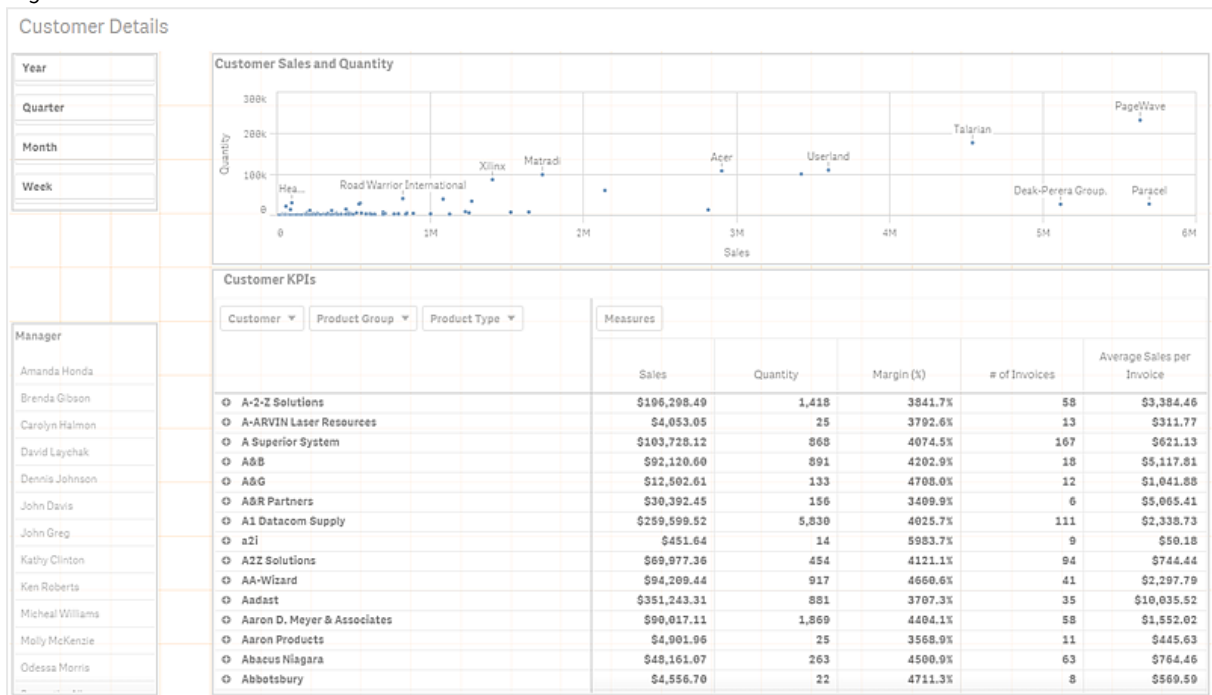 Customer Details
Year
Quarter
Month
Week
Customer Sales and Quantity
300k
200k
100k
0
Quantity
PageWave
Talarian
Acer
Userland
Xilinx
Matradi
Hea...
Road Warrior International
Deak-Perera Group.
Paracel
0 1M 2M 3M 4M 5M 6M
Sales
Manager
Amanda Honda
Brenda Gibson
Carolyn Halmon
David Laychak
Dennis Johnson
John Davis
John Greg
Kathy Clinton
Ken Roberts
Micheal Williams
Molly McKenzie
Odessa Morris
Customer KPIs
Customer Product Group Product Type Measures
Average Sales per
Sales Quantity Margin (%) # of Invoices Invoice
A-2-Z Solutions $196,298.49 1,418 3841.7% 58 $3,384.46
A-ARVIN Laser Resources $4,053.05 25 3792.6% 13 $311.77
A Superior System $103,728.12 868 4074.5% 167 $621.13
A&B $92,120.60 891 4202.9% 18 $5,117.81
A&G $12,502.61 133 4708.0% 12 $1,041.88
A&R Partners $30,392.45 156 3409.9% 6 $5,065.41
A1 Datacom Supply $259,599.52 5,830 4025.7% 111 $2,338.73
a2i $451.64 14 5983.7% 9 $50.18
A2Z Solutions $69,977.36 454 4121.1% 94 $744.44
AA-Wizard $94,209.44 917 4660.6% 41 $2,297.79
Aadast $351,243.31 881 3707.3% 35 $10,035.52
Aaron D. Meyer & Associates $90,017.11 1,869 4404.1% 58 $1,552.02
Aaron Products $4,901.96 25 3568.9% 11 $445.63
Abacus Niagara $48,161.07 263 4500.9% 63 $764.46
Abbotsbury $4,556.70 22 4711.3% 8 $569.59